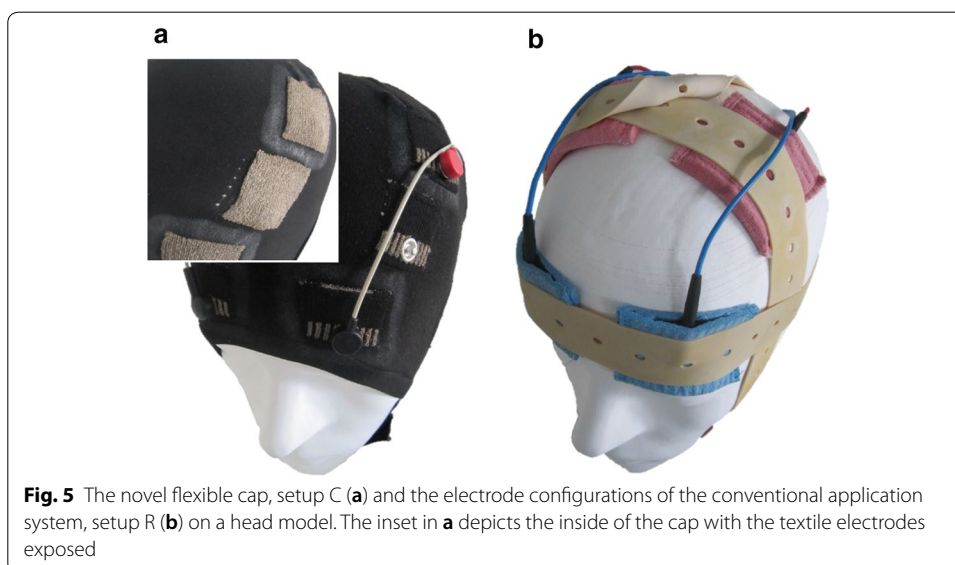 a
b
Fig. 5 The novel flexible cap, setup C (a) and the electrode configurations of the conventional application
system, setup R (b) on a head model. The inset in a depicts the inside of the cap with the textile electrodes
exposed